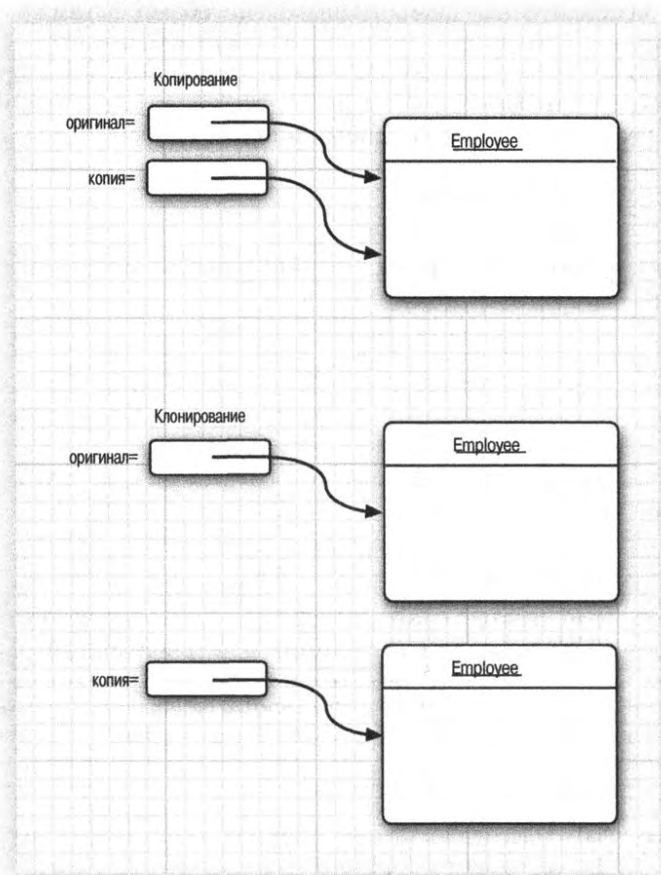 Копирование
оригинал=
Employee
копия=
Клонирование
оригинал=
Employee
копия=
Employee